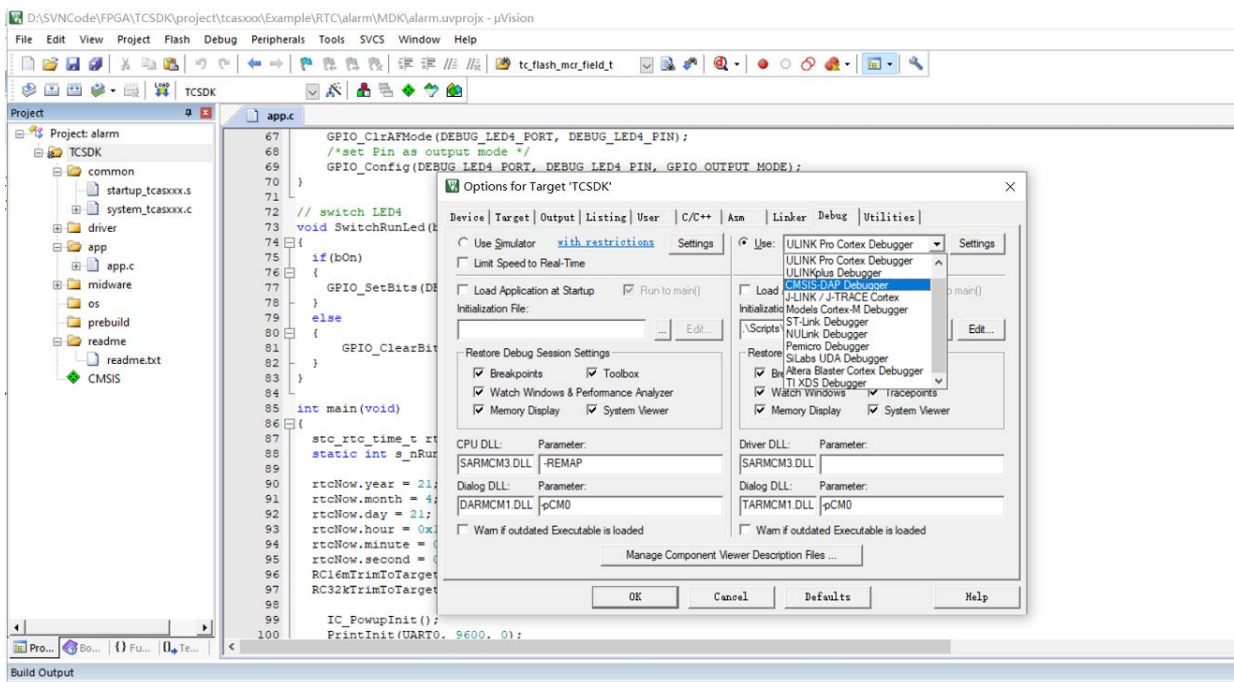 D:\SVNCode\FPGA\TCSDK\project\tcasxxx\Example\RTC\alarm\MDK\alarm.uvprojx - µVision
File Edit View Project Flash Debug Peripherals Tools SVCS Window Help
tc_flash_mcr_field_t
LOAD TCSDK
Project
app.c
Project: alarm
TCSDK
common
startup_tcasxxx.s
system_tcasxxx.c
driver
app
app.c
midware
os
prebuild
readme
readme.txt
CMSIS
67 GPIO_ClrAFMode(DEBUG_LED4_PORT, DEBUG_LED4_PIN);
68 /*set Pin as output mode */
69 GPIO_Config(DEBUG_LED4_PORT, DEBUG_LED4_PIN, GPIO_OUTPUT_MODE);
70 }
71
72 // switch LED4
73 void SwitchRunLed(b
74 {
75 if(bOn)
76 {
77 GPIO_SetBits(DE
78 }
79 else
80 {
81 GPIO_ClearBit
82 }
83 }
84
85 int main(void)
86 {
87 stc_rtc_time_t rt
88 static int s_nRun
89
90 rtcNow.year = 21;
91 rtcNow.month = 4;
92 rtcNow.day = 21;
93 rtcNow.hour = 0x
94 rtcNow.minute =
95 rtcNow.second =
96 RC16mTrimToTarget
97 RC32kTrimToTarget
98
99 IC_PowupInit();
100 PrintInit(UART0, 9600, 0);
Options for Target 'TCSDK'
Device Target Output Listing User C/C++ Asm Linker Debug Utilities
Use Simulator with restrictions Settings
Limit Speed to Real-Time
Load Application at Startup Run to main()
Initialization File:
... Edit...
Restore Debug Session Settings
Breakpoints Toolbox
Watch Windows & Performance Analyzer
Memory Display System Viewer
CPU DLL: Parameter:
SARMCM3.DLL -REMAP
Dialog DLL: Parameter:
DARMCM1.DLL -pCM0
Warn if outdated Executable is loaded
Use: ULINK Pro Cortex Debugger Settings
ULINK Pro Cortex Debugger
ULINKplus Debugger
CMSIS-DAP Debugger
J-LINK / J-TRACE Cortex
Models Cortex-M Debugger
ST-Link Debugger
NULink Debugger
Pemicro Debugger
SiLabs UDA Debugger
Altera Blaster Cortex Debugger
TI XDS Debugger
Load main()
Initializatio
.\Scripts\ Edit...
Restore
Bre
Watch Windows Tracepoints
Memory Display System Viewer
Driver DLL: Parameter:
SARMCM3.DLL
Dialog DLL: Parameter:
TARMCM1.DLL -pCM0
Warn if outdated Executable is loaded
Manage Component Viewer Description Files ...
OK Cancel Defaults Help
Pro... Bo... {} Fu... Te...
Build Output